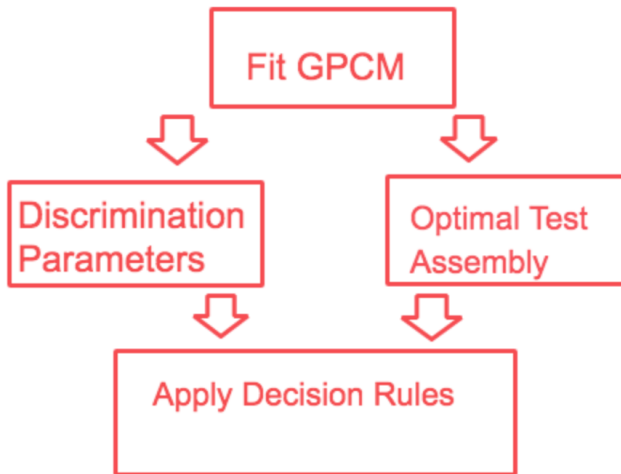 Fit GPCM
Discrimination
Parameters
Optimal Test
Assembly
Apply Decision Rules